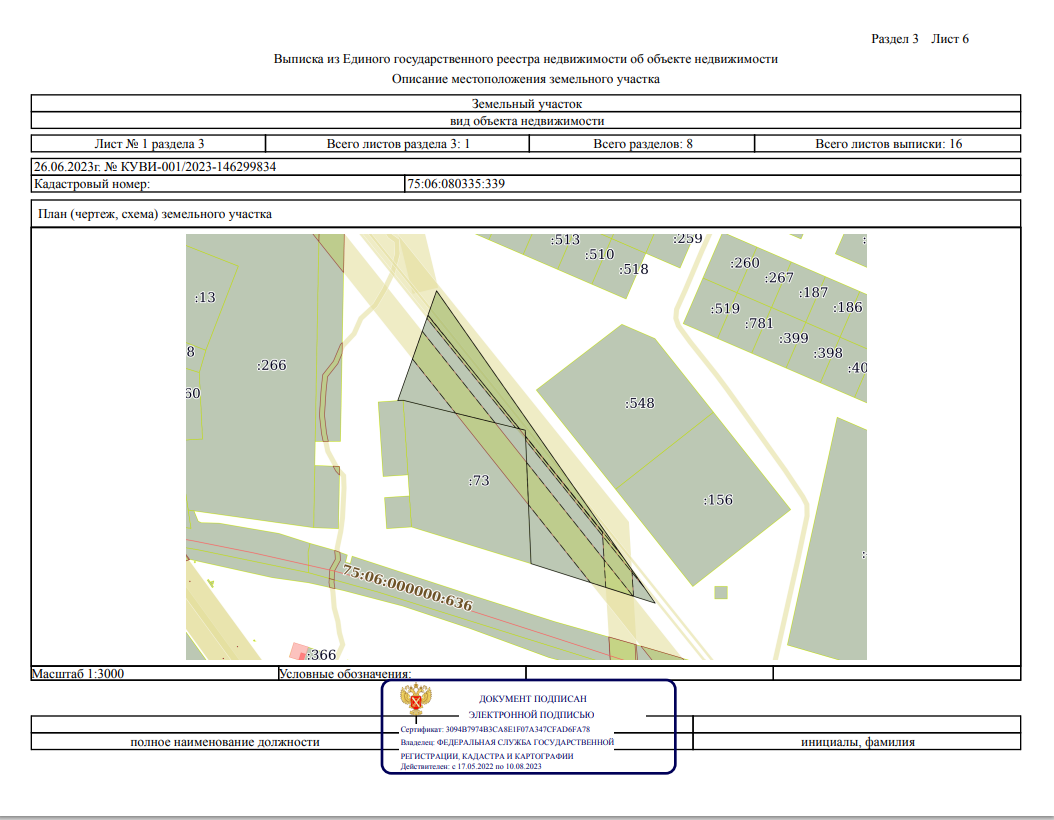 Раздел 3 Лист 6
Выписка из Единого государственного реестра недвижимости об объекте недвижимости
Описание местоположения земельного участка
Земельный участок
вид объекта недвижимости
Лист № 1 раздела 3 Всего листов раздела 3: 1 Всего разделов: 8 Всего листов выписки: 16
26.06.2023г. № КУВИ-001/2023-146299834
Кадастровый номер: 75:06:080335:339
План (чертеж, схема) земельного участка
:513 :259
:510
:518
:260
:267
:187
:186
:13
:519
:781
:399
:398
:40
8
:266
60
:548
:73
:156
75:06:000000:636
:366
Масштаб 1:3000 Условные обозначения:
ДОКУМЕНТ ПОДПИСАН
ЭЛЕКТРОННОЙ ПОДПИСЬЮ
Сертификат: 3094B7974B3CA8E1F07A347CFAD6FA78
Владелец: ФЕДЕРАЛЬНАЯ СЛУЖБА ГОСУДАРСТВЕННОЙ
РЕГИСТРАЦИИ, КАДАСТРА И КАРТОГРАФИИ
Действителен: с 17.05.2022 по 10.08.2023
полное наименование должности инициалы, фамилия